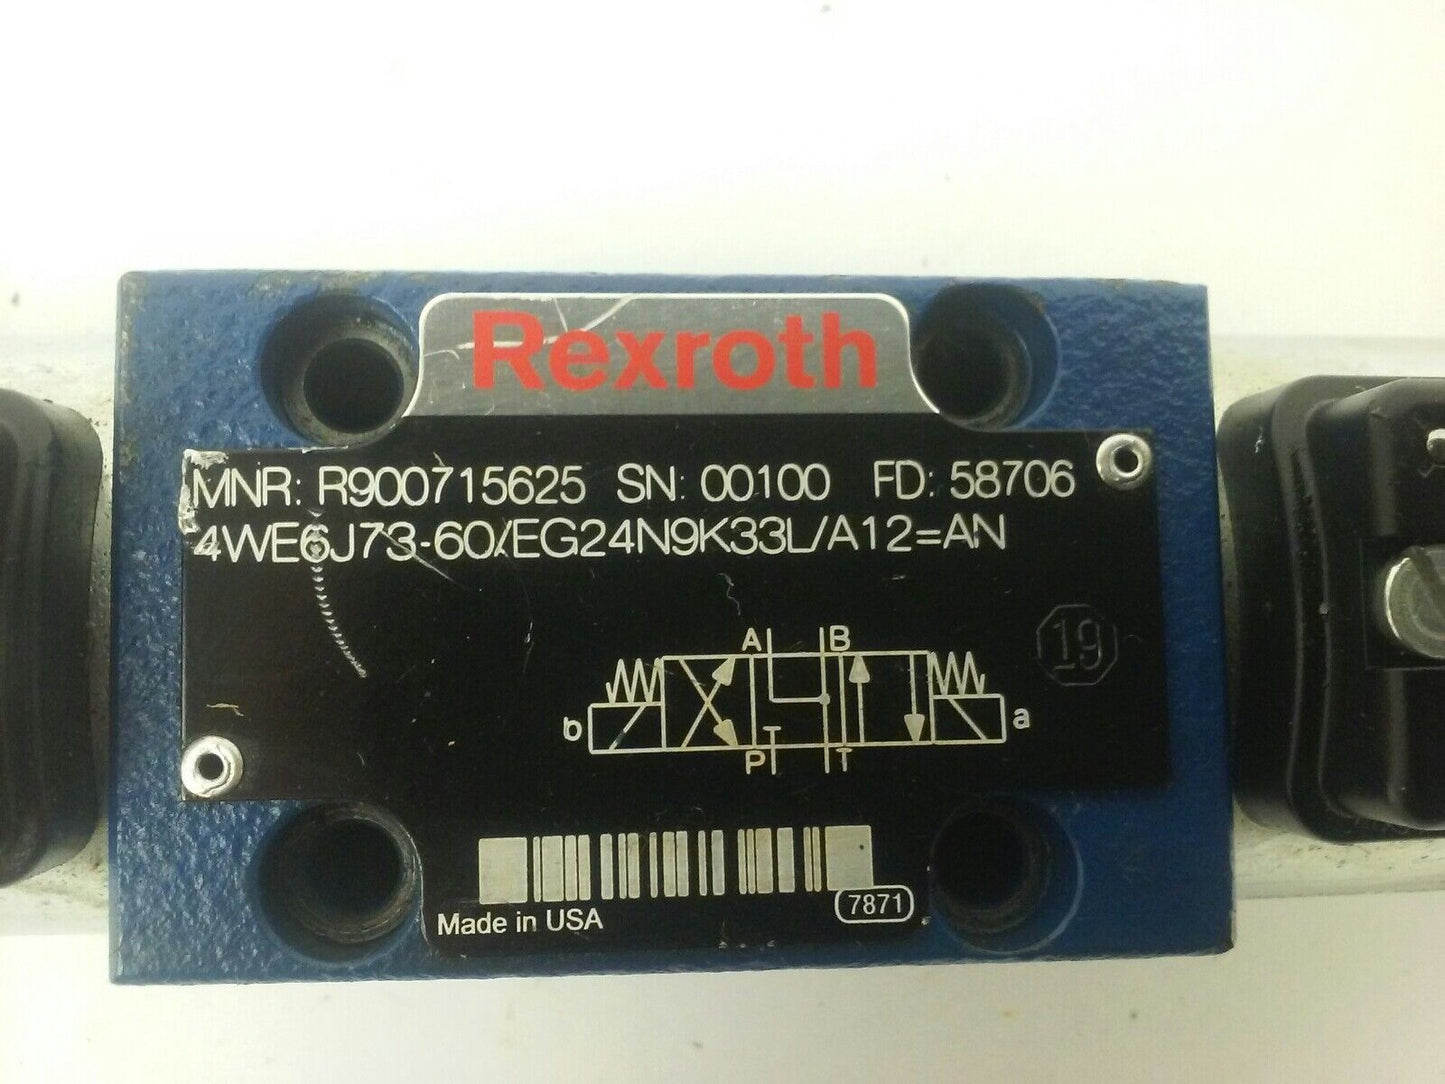 Rexroth
MNR: R900715625 SN: 00100 FD: 58706
4WE6J73-60/EG24N9K33L/A12=AN
19
A B
b a
P T
7871
Made in USA